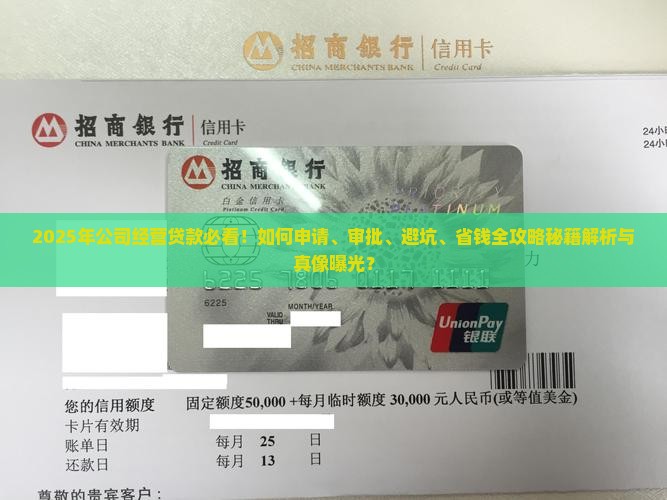 招商银行 信用卡
CHINA MERCHANTS BANK Credit Card
招商银行 信用卡
CHINA MERCHANTS BANK Credit Card
24小
24小
招商银行
CHINA MERCHANTS BANK
白金信用卡
PRIORITY
PLATINUM
2025年公司经营贷款必看！如何申请、审批、避坑、省钱全攻略秘籍解析与
真像曝光？
力
6225
MONTH/YEAR
VALID
THRU
UnionPay
银联
您的信用额度 固定额度50,000 +每月临时额度 30,000 元人民币(或等值美金)
卡片有效期
账单日 每月 25 日
还款日 每月 13 日
尊敬的贵宾客户：